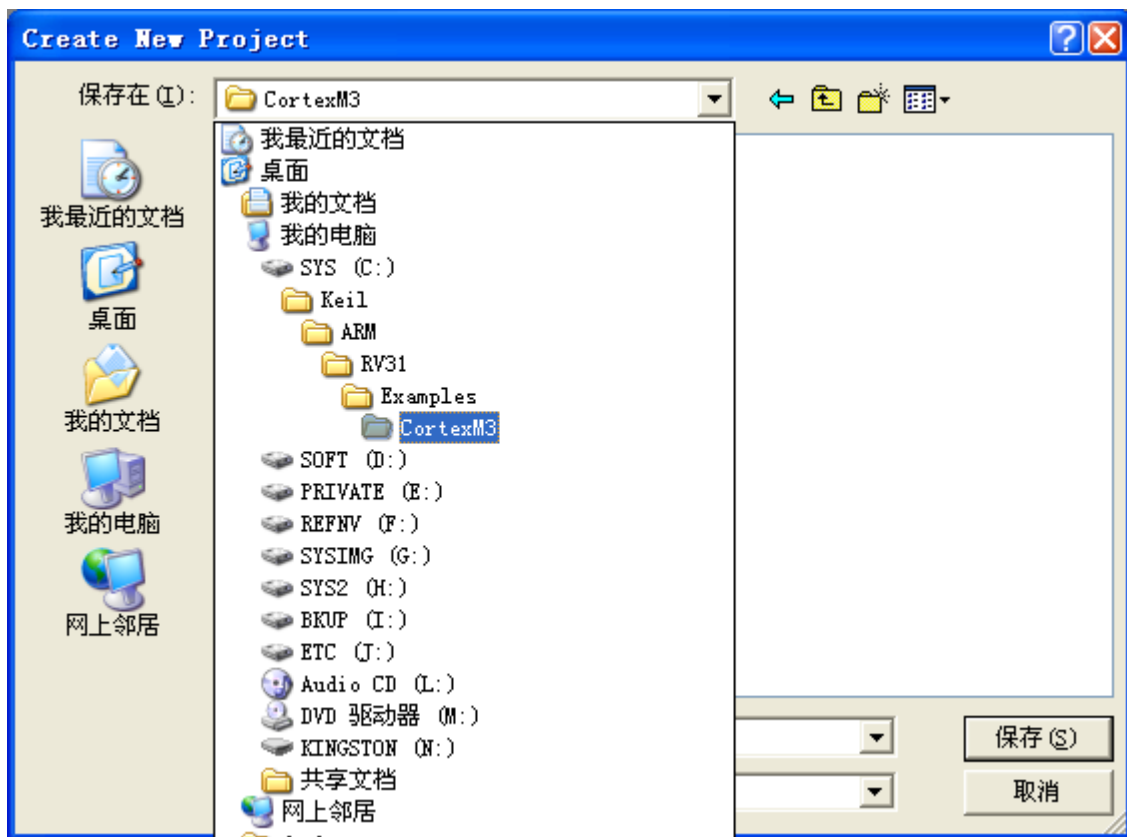 Create New Project
保存在(I):
CortexM3
我最近的文档
桌面
我的文档
我的电脑
SYS (C:)
Keil
ARM
RV31
Examples
CortexM3
SOFT (D:)
PRIVATE (E:)
REFNV (F:)
SYSIMG (G:)
SYS2 (H:)
BKUP (I:)
ETC (J:)
Audio CD (L:)
DVD 驱动器 (M:)
KINGSTON (N:)
共享文档
网上邻居
我最近的文档
桌面
我的文档
我的电脑
网上邻居
保存(S)
取消